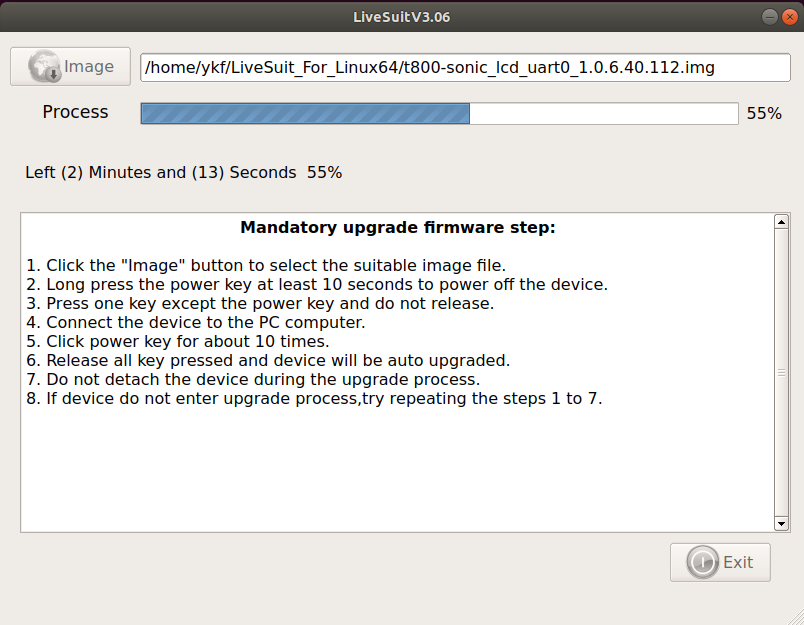 LiveSuitV3.06
Image /home/ykf/LiveSuit_For_Linux64/t800-sonic_lcd_uart0_1.0.6.40.112.img
Process 55%
Left (2) Minutes and (13) Seconds 55%
Mandatory upgrade firmware step:
1. Click the "Image" button to select the suitable image file.
2. Long press the power key at least 10 seconds to power off the device.
3. Press one key except the power key and do not release.
4. Connect the device to the PC computer.
5. Click power key for about 10 times.
6. Release all key pressed and device will be auto upgraded.
7. Do not detach the device during the upgrade process.
8. If device do not enter upgrade process,try repeating the steps 1 to 7.
Exit